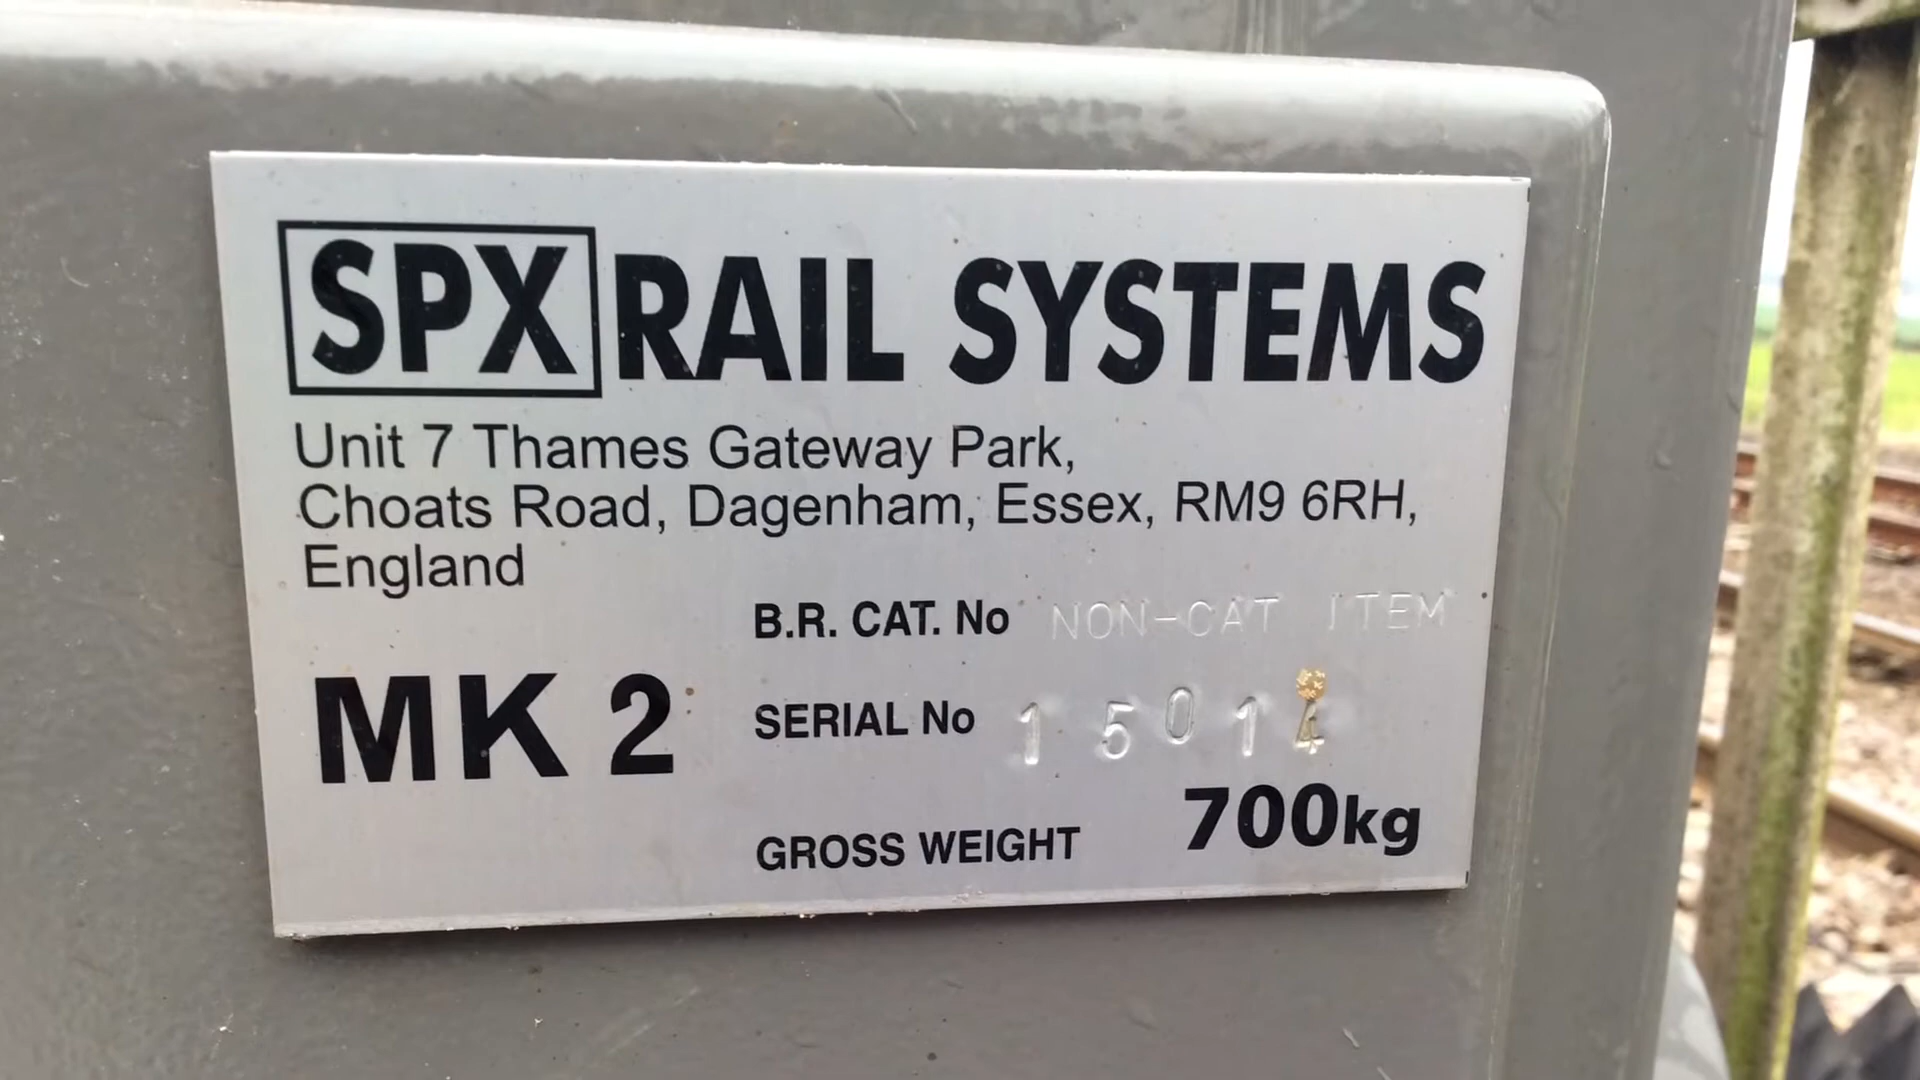 SPX RAIL SYSTEMS
Unit 7 Thames Gateway Park,
Choats Road, Dagenham, Essex, RM9 6RH,
England
B.R. CAT. No NON-CAT ITEM
MK 2
SERIAL No 15014
GROSS WEIGHT 700kg